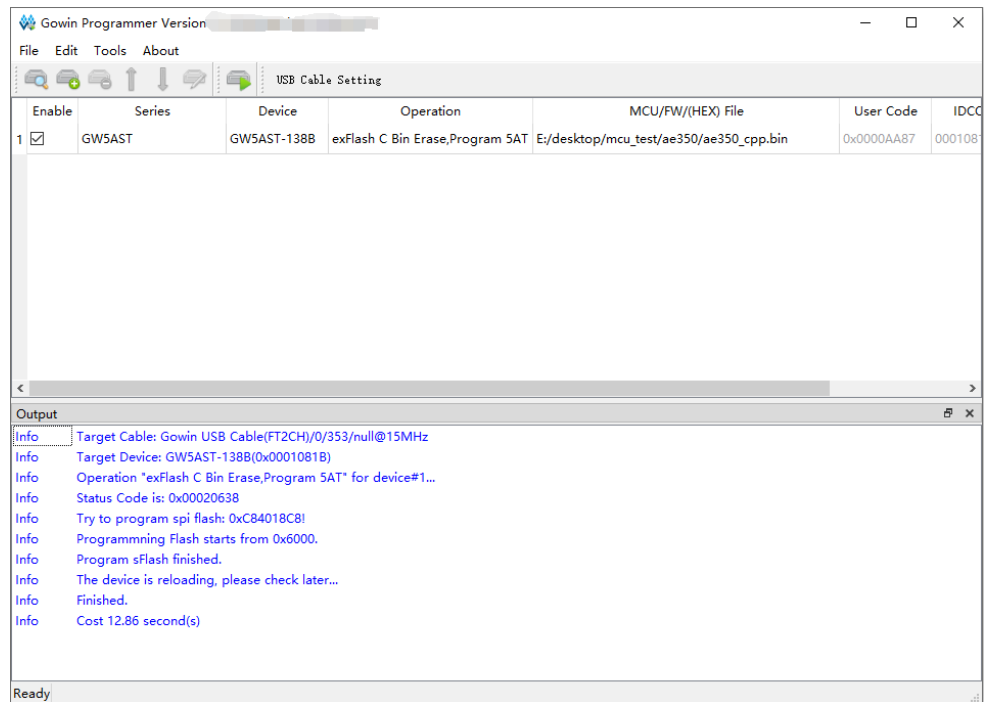 Gowin Programmer Version
File Edit Tools About
USB Cable Setting
Enable Series Device Operation MCU/FW/(HEX) File User Code IDCO
1 GW5AST GW5AST-138B exFlash C Bin Erase,Program 5AT E:/desktop/mcu_test/ae350/ae350_cpp.bin 0x0000AA87 000108
Output
Info Target Cable: Gowin USB Cable(FT2CH)/0/353/null@15MHz
Info Target Device: GW5AST-138B(0x0001081B)
Info Operation "exFlash C Bin Erase,Program 5AT" for device#1...
Info Status Code is: 0x00020638
Info Try to program spi flash: 0xC84018C8!
Info Programmning Flash starts from 0x6000.
Info Program sFlash finished.
Info The device is reloading, please check later...
Info Finished.
Info Cost 12.86 second(s)
Ready